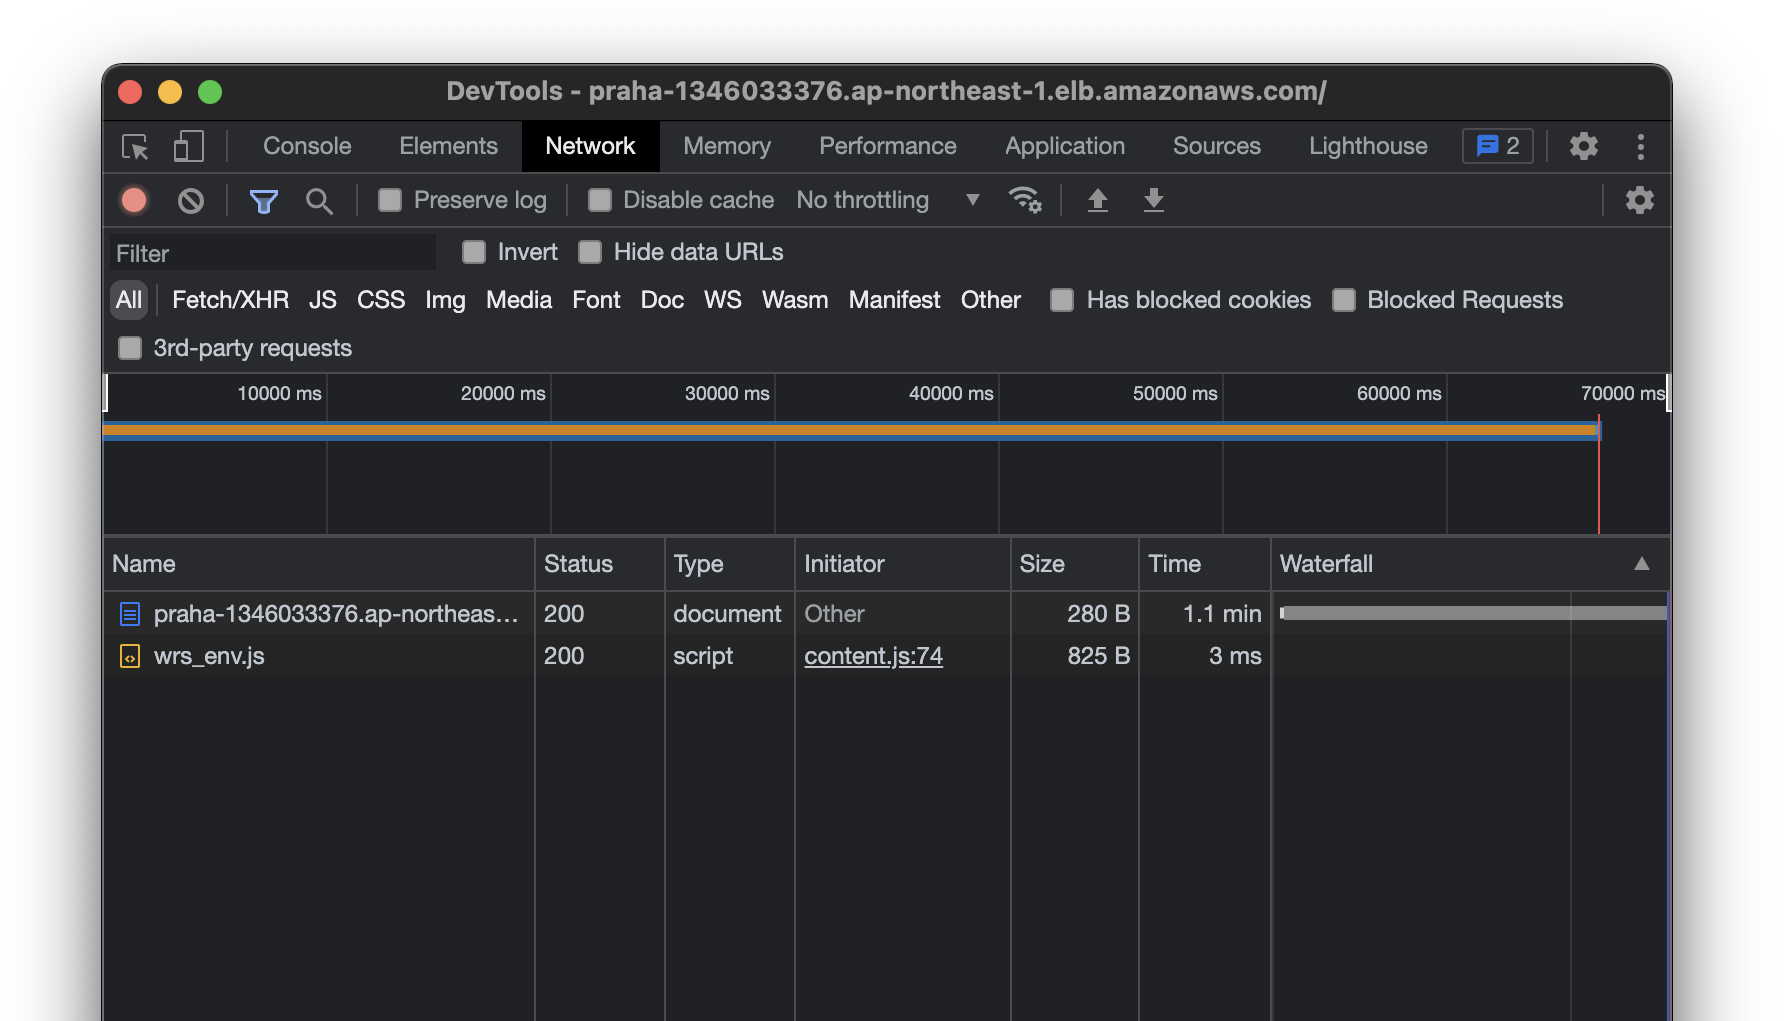 DevTools - praha-1346033376.ap-northeast-1.elb.amazonaws.com/
Console Elements Network Memory Performance Application Sources Lighthouse 2
Preserve log Disable cache No throttling
Filter Invert Hide data URLs
All Fetch/XHR JS CSS Img Media Font Doc WS Wasm Manifest Other Has blocked cookies Blocked Requests
3rd-party requests
10000 ms 20000 ms 30000 ms 40000 ms 50000 ms 60000 ms 70000 ms
Name Status Type Initiator Size Time Waterfall
praha-1346033376.ap-northeas... 200 document Other 280 B 1.1 min
wrs_env.js 200 script content.js:74 825 B 3 ms